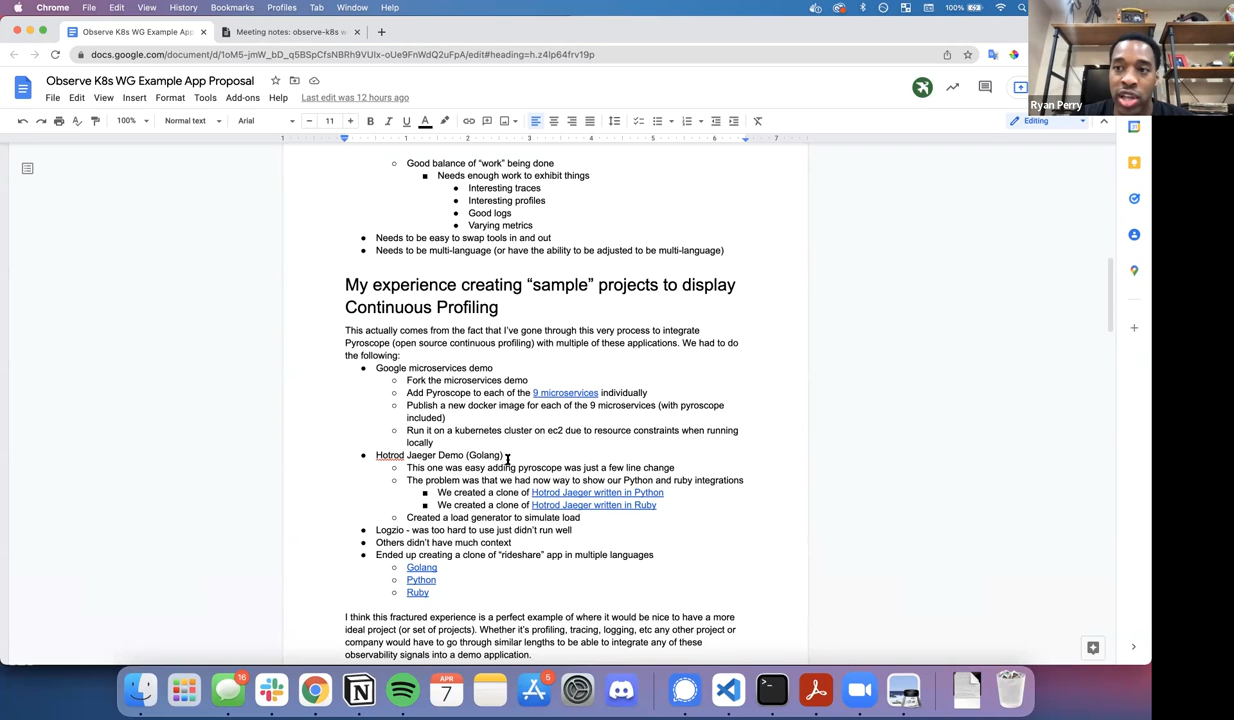 Chrome File Edit View History Bookmarks Profiles Tab Window Help
100%
Observe K8s WG Example App
Meeting notes: observe-k8s w
docs.google.com/document/d/1oM5-jmW_bD_q5BSpCfsNBRh9VUIx-oUe9FnWdQ2uFpA/edit#heading=h.z4lp64frv19p
Observe K8s WG Example App Proposal
File Edit View Insert Format Tools Add-ons Help Last edit was 12 hours ago
Ryan Perry
100% Normal text Arial 11 Editing
1 1 2 3 4 5 6 7
Good balance of “work” being done
Needs enough work to exhibit things
Interesting traces
Interesting profiles
Good logs
Varying metrics
Needs to be easy to swap tools in and out
Needs to be multi-language (or have the ability to be adjusted to be multi-language)
My experience creating “sample” projects to display
Continuous Profiling
This actually comes from the fact that I’ve gone through this very process to integrate
Pyroscope (open source continuous profiling) with multiple of these applications. We had to do
the following:
Google microservices demo
Fork the microservices demo
Add Pyroscope to each of the 9 microservices individually
Publish a new docker image for each of the 9 microservices (with pyroscope
included)
Run it on a kubernetes cluster on ec2 due to resource constraints when running
locally
Hotrod Jaeger Demo (Golang)
This one was easy adding pyroscope was just a few line change
The problem was that we had now way to show our Python and ruby integrations
We created a clone of Hotrod Jaeger written in Python
We created a clone of Hotrod Jaeger written in Ruby
Created a load generator to simulate load
Logzio - was too hard to use just didn’t run well
Others didn’t have much context
Ended up creating a clone of “rideshare” app in multiple languages
Golang
Python
Ruby
I think this fractured experience is a perfect example of where it would be nice to have a more
ideal project (or set of projects). Whether it’s profiling, tracing, logging, etc any other project or
company would have to go through similar lengths to be able to integrate any of these
observability signals into a demo application.
16
APR
7
5